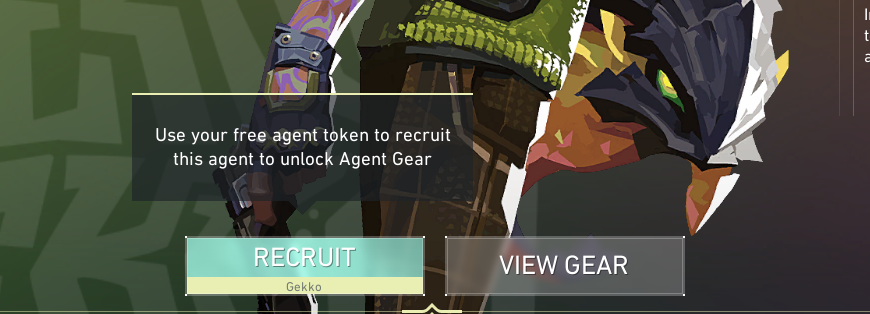 Use your free agent token to recruit
this agent to unlock Agent Gear
RECRUIT
Gekko
VIEW GEAR